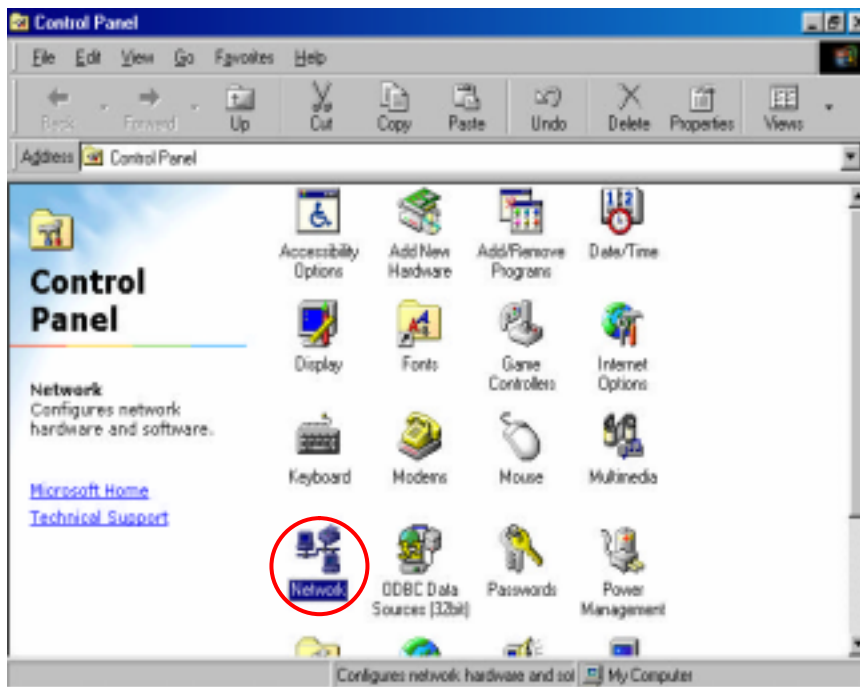 Control Panel
File Edit View Go Favorites Help
Back Forward Up Cut Copy Paste Undo Delete Properties Views
Address Control Panel
Control
Panel
Network
Configures network
hardware and software.
Microsoft Home
Technical Support
Accessibility
Options
Add New
Hardware
Add/Remove
Programs
Date/Time
Display
Fonts
Game
Controllers
Internet
Options
Keyboard
Modems
Mouse
Multimedia
Network
ODBC Data
Sources (32bit)
Passwords
Power
Management
Configures network hardware and sof
My Computer